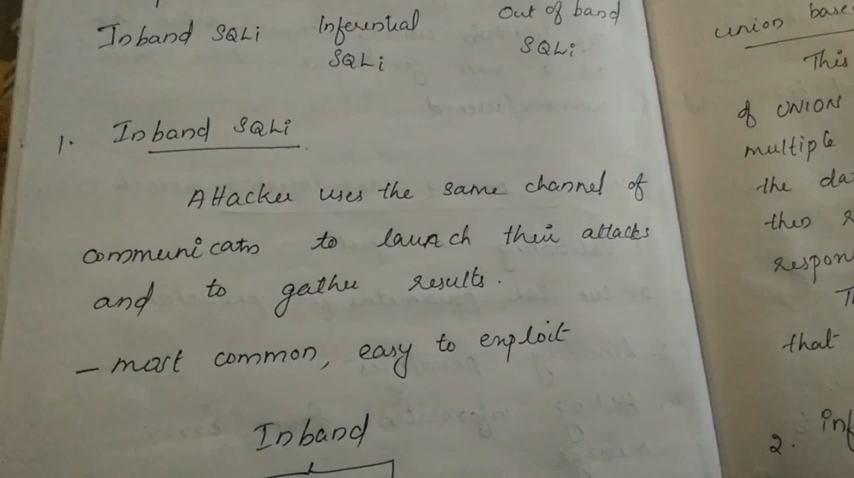 Inband SQLi
Inferential
SQLi
Out of band
SQLi
1. Inband SQLi
Attacker uses the same channel of
communicatn to launch their attacks
and to gather results.
– most common, easy to exploit
Inband
union base
This
of UNION
multiple
the da
then
respon
that
2. inf